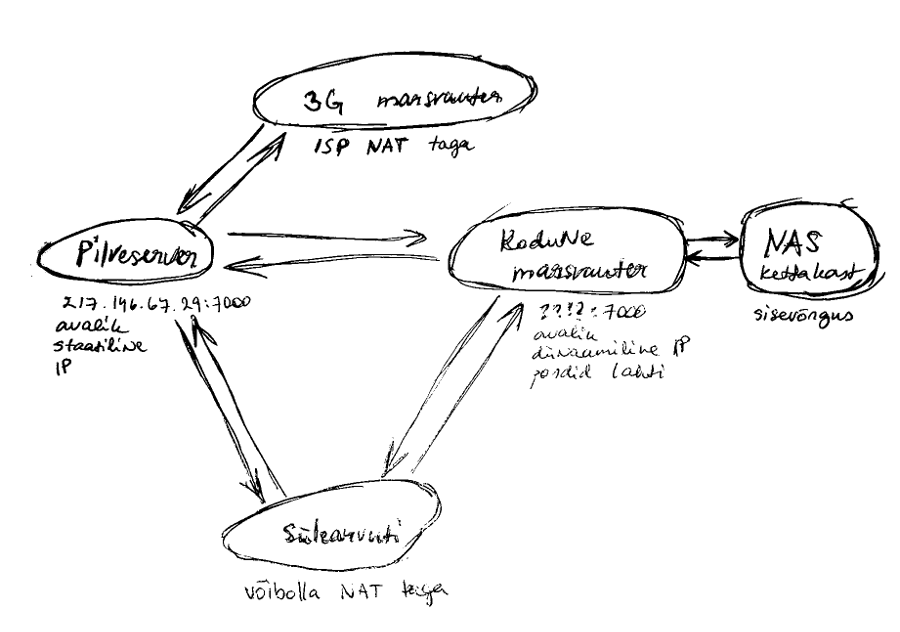 3G marsruuter
ISP NAT taga
Pilveserver
217.146.67.29:7000
avalik
staatiline
IP
Kodune
marsruuter
????:7000
avalik
dünaamiline IP
pordid lahti
NAS
kettakast
sisevõrgus
Sülearvuti
võibolla NAT taga